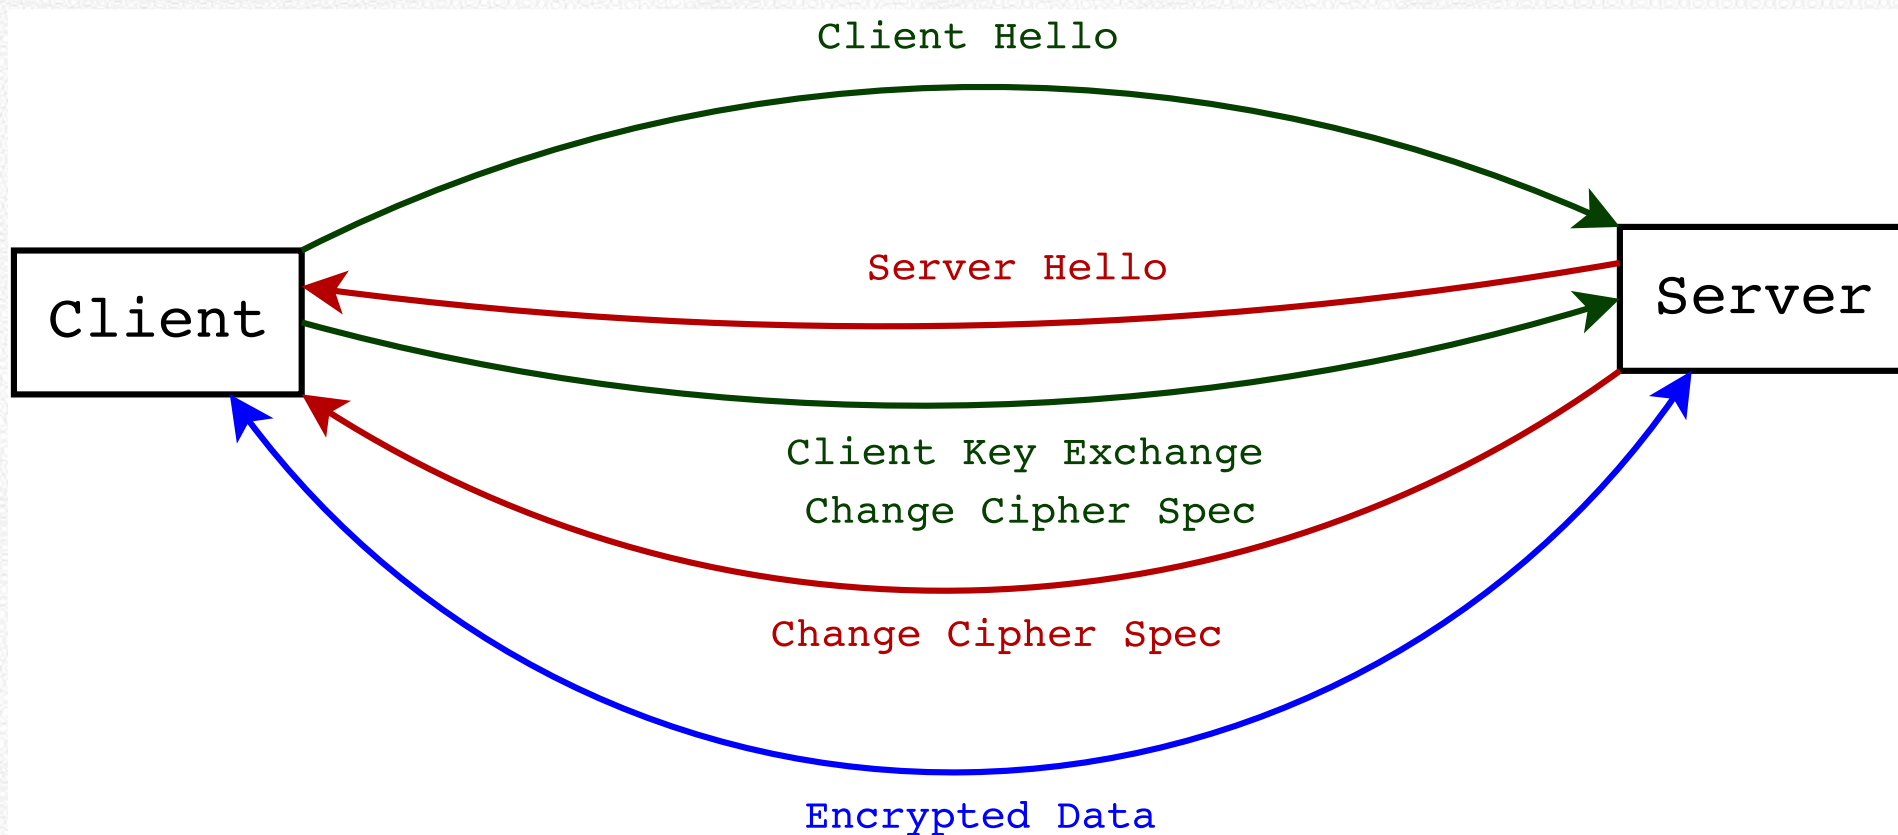 Client Hello
Server Hello
Client
Server
Client Key Exchange
Change Cipher Spec
Change Cipher Spec
Encrypted Data